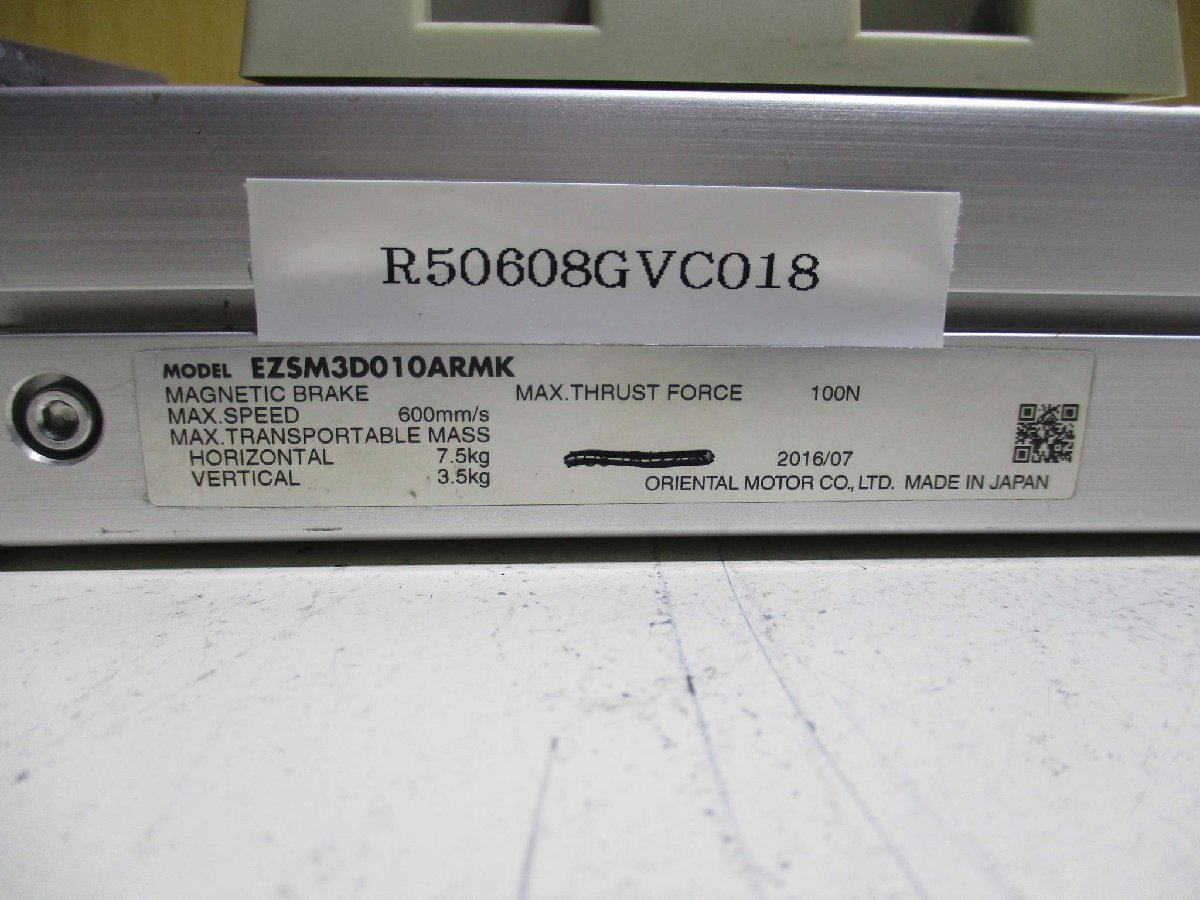 R50608GVC018
MODEL EZSM3D010ARMK
MAGNETIC BRAKE MAX.THRUST FORCE 100N
MAX.SPEED 600mm/s
MAX.TRANSPORTABLE MASS
HORIZONTAL 7.5kg 2016/07
VERTICAL 3.5kg ORIENTAL MOTOR CO.,LTD. MADE IN JAPAN